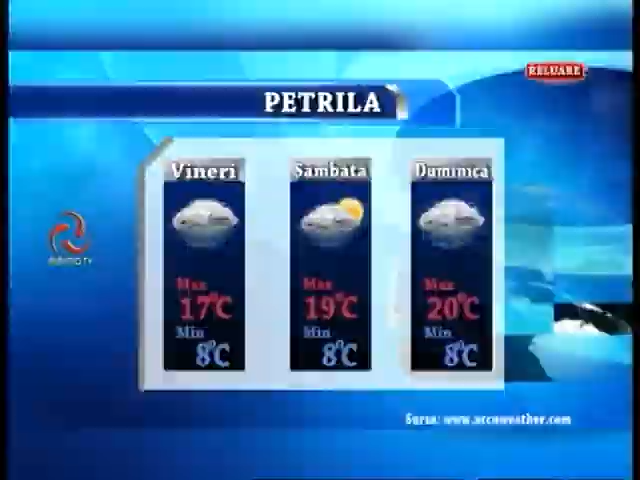 RELUARE
PETRILA
Vineri
Max
17°C
Min
8°C
Sambata
Max
19°C
Min
8°C
Duminica
Max
20°C
Min
8°C
Sursa: www.accuweather.com